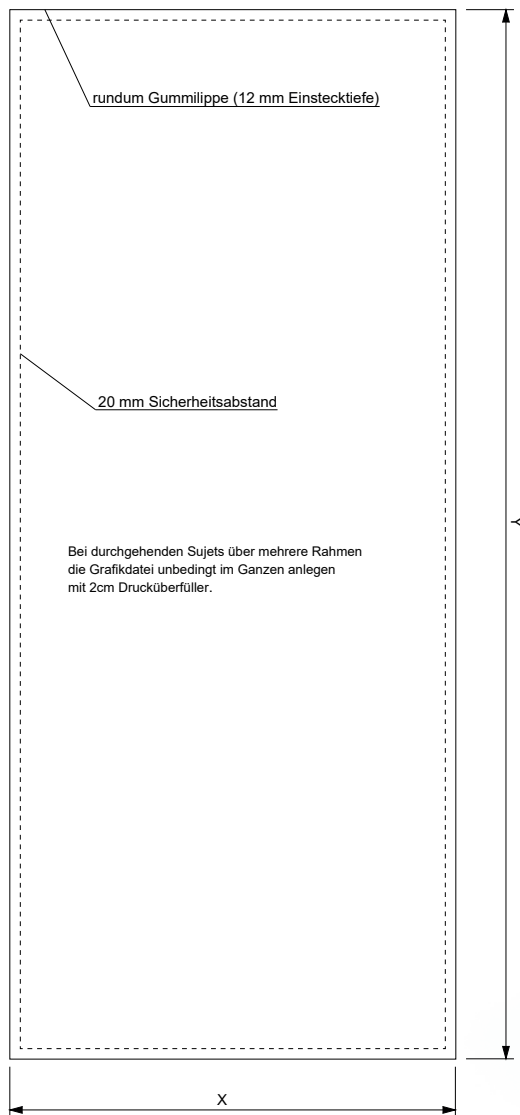 rundum Gummilippe (12 mm Einstecktiefe)
20 mm Sicherheitsabstand
Bei durchgehenden Sujets über mehrere Rahmen
die Grafikdatei unbedingt im Ganzen anlegen
mit 2cm Drucküberfüller.
Y
X